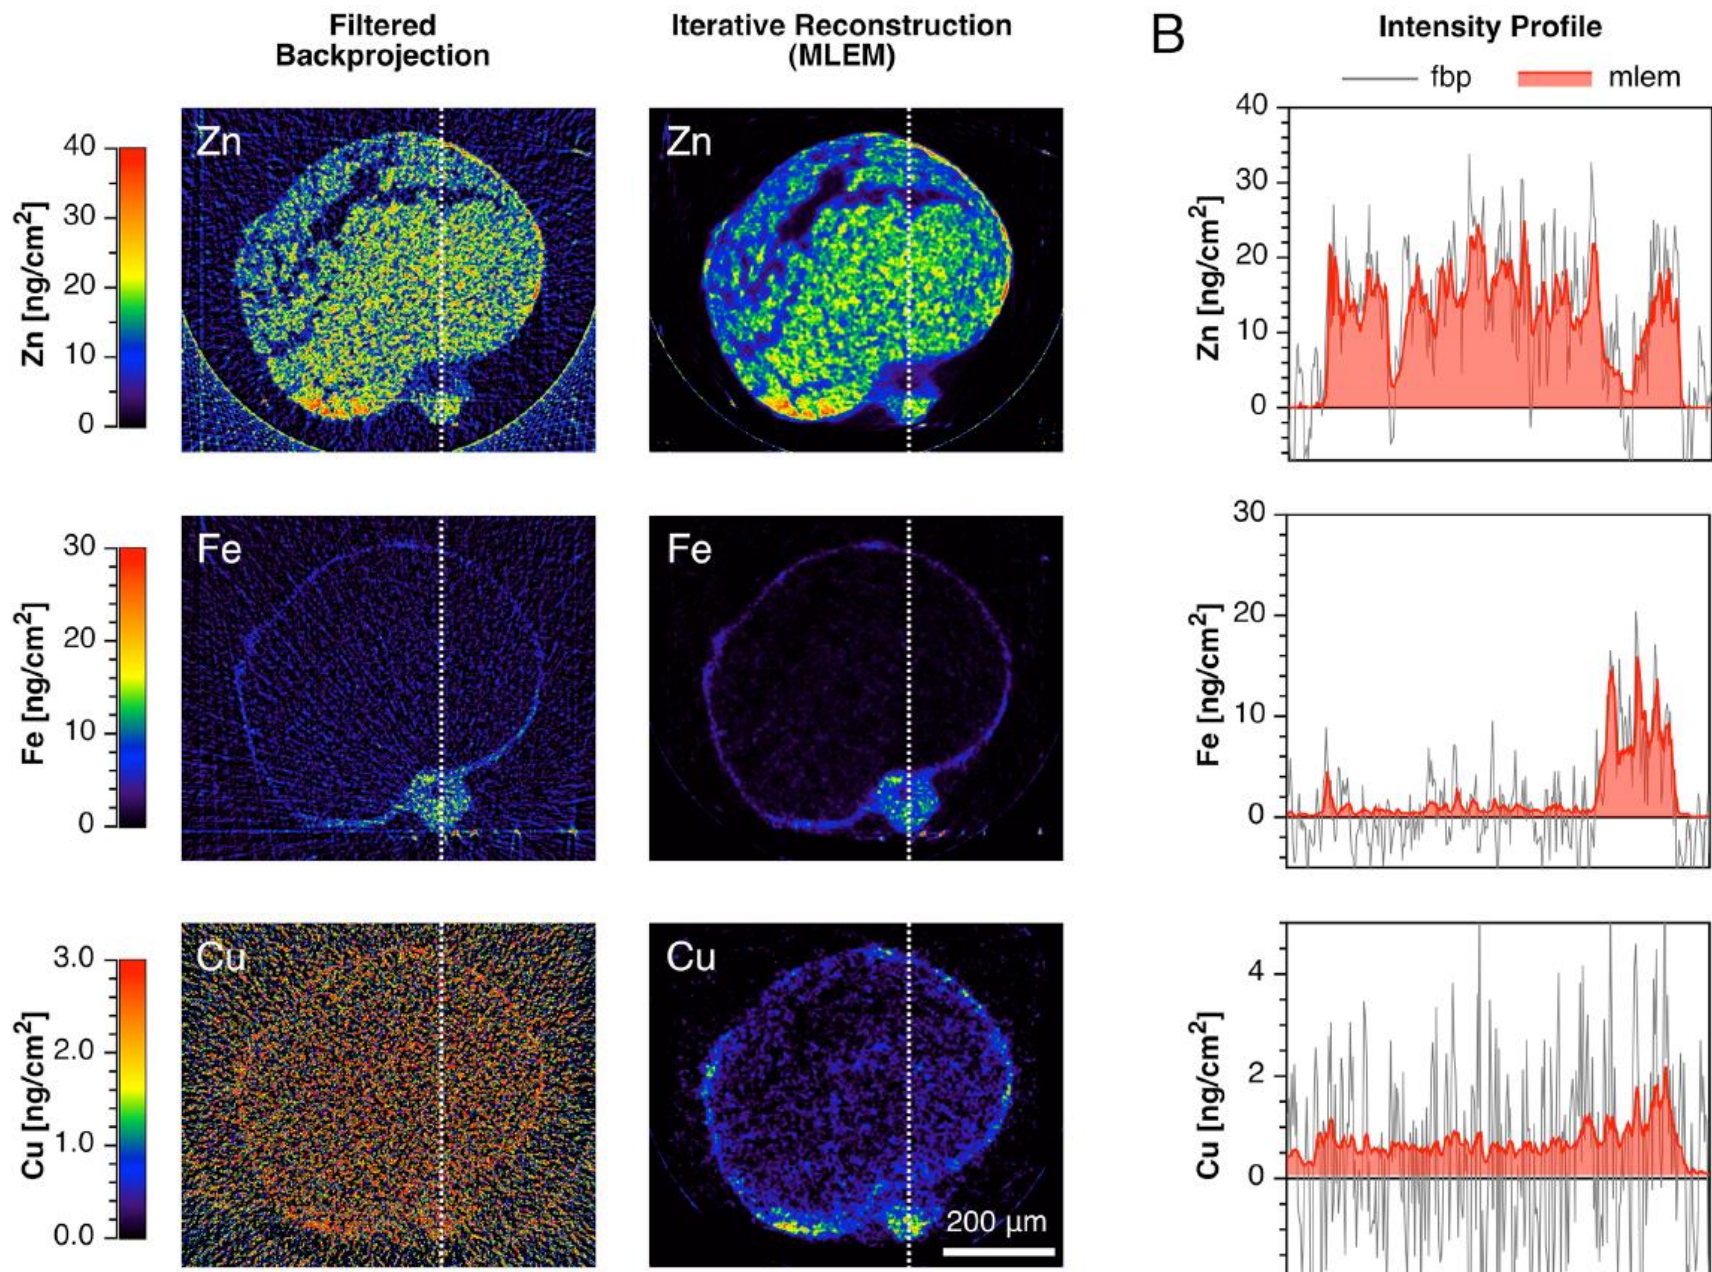 Filtered
Backprojection
Iterative Reconstruction
(MLEM)
B
Intensity Profile
fbp
mlem
Zn [ng/cm2]
40
30
20
10
0
Zn
Zn
Zn [ng/cm2]
40
30
20
10
0
Fe [ng/cm2]
30
20
10
0
Fe
Fe
Fe [ng/cm2]
30
20
10
0
Cu [ng/cm2]
3.0
2.0
1.0
0.0
Cu
Cu
200 µm
Cu [ng/cm2]
4
2
0